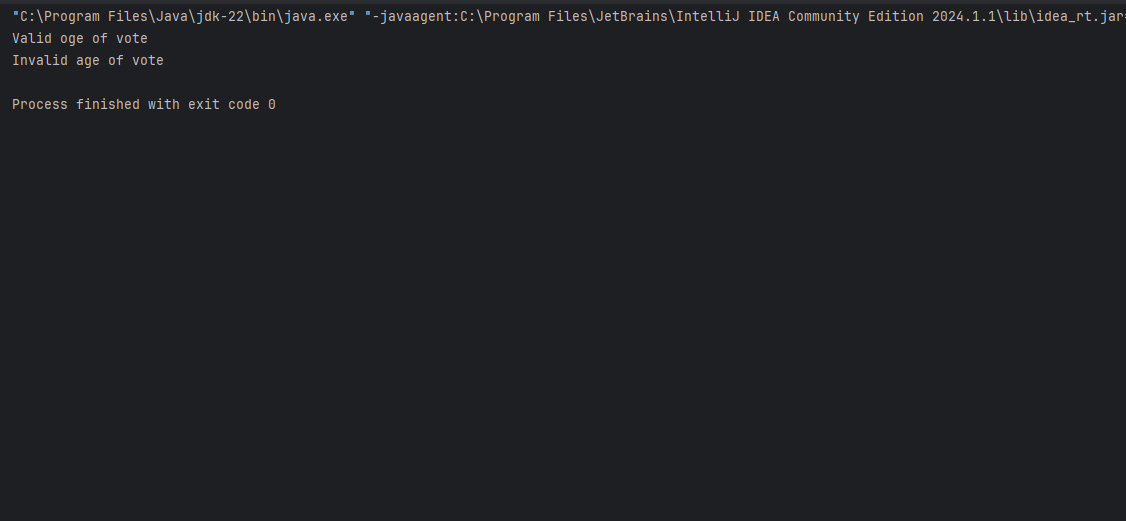 "C:\Program Files\Java\jdk-22\bin\java.exe" "-javaagent:C:\Program Files\JetBrains\IntelliJ IDEA Community Edition 2024.1.1\lib\idea_rt.jar=
Valid oge of vote
Invalid age of vote
Process finished with exit code 0